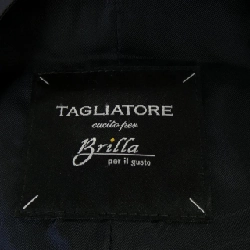 TAGLIATORE
cucito per
Brilla
per il gusto